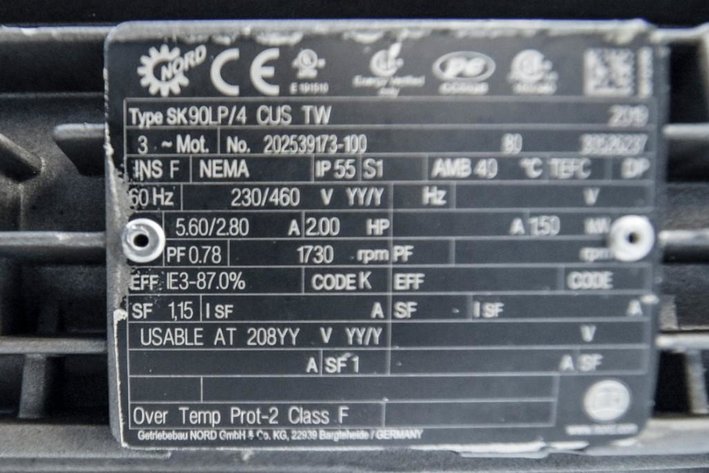 NORD CE
E 191510 Energy Verified
Type SK90LP/4 CUS TW 2019
3 ~ Mot. No. 202539173-100
INS F NEMA IP 55 S1 AMB 40 °C TEFC DP
60 Hz 230/460 V YY/Y Hz V
5.60/2.80 A 2.00 HP A 1.50 kW
PF 0.78 1730 rpm PF rpm
EFF IE3-87.0% CODE K EFF CODE
SF 1,15 I SF A SF I SF A
USABLE AT 208YY V YY/Y V
A SF 1 A SF
Over Temp Prot-2 Class F
Getriebebau NORD GmbH & Co. KG, 22939 Bargteheide / GERMANY